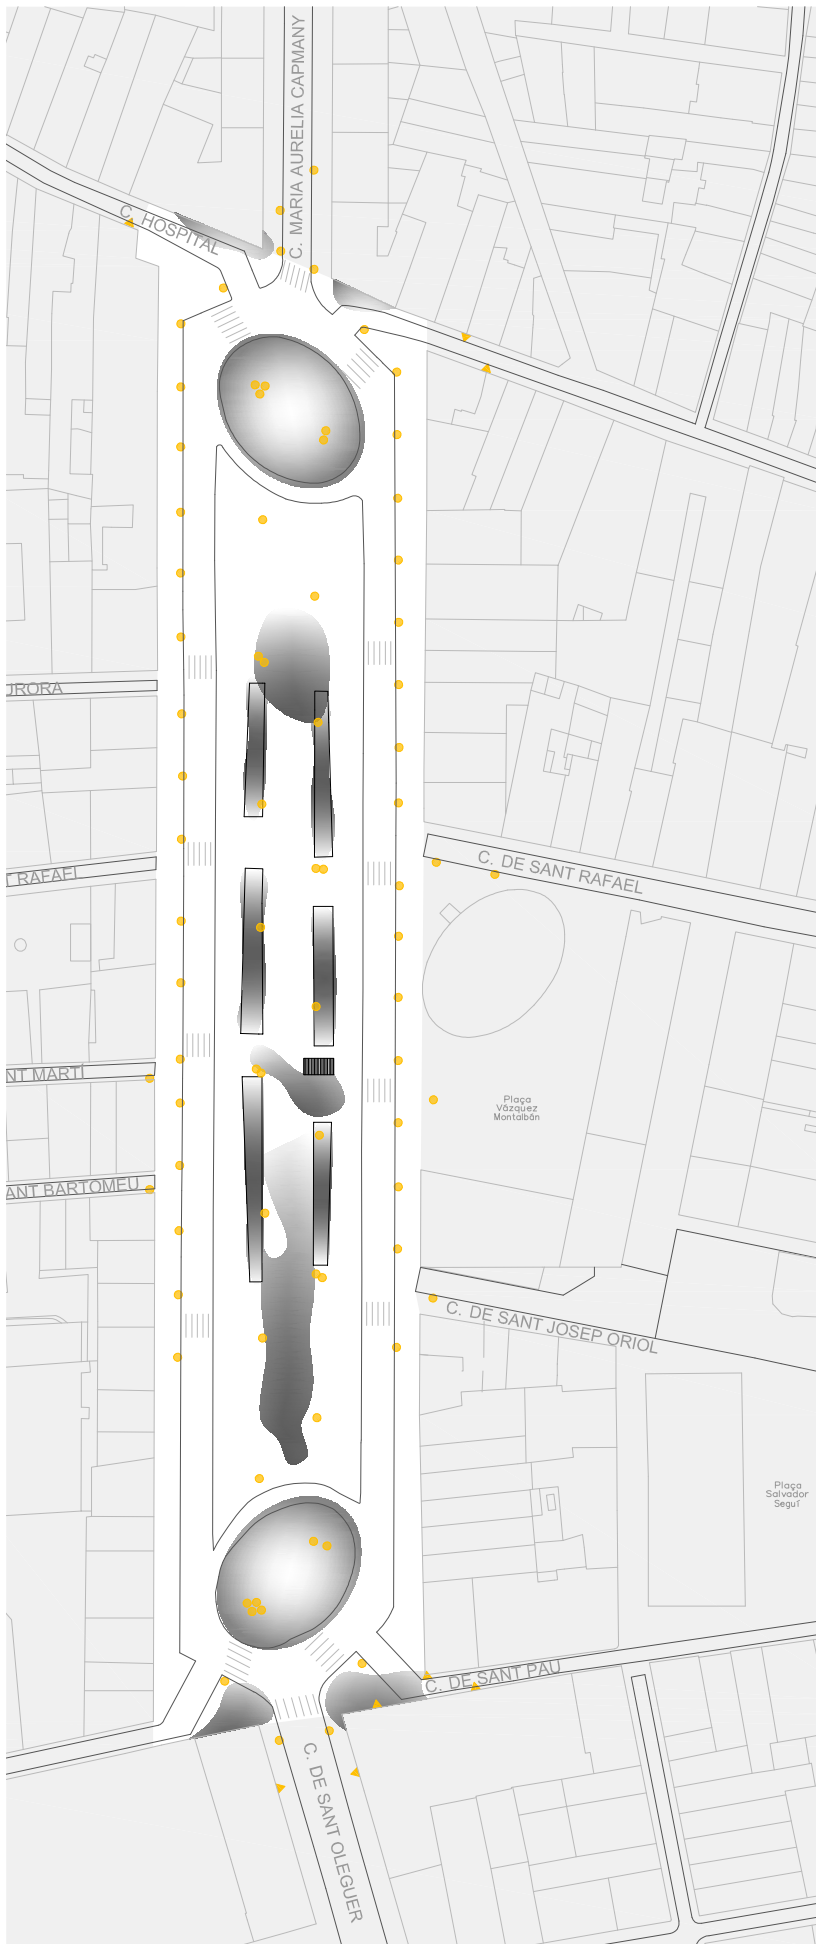 C. MARIA AURELIA CAPMANY
C. HOSPITAL
URORA
C. DE SANT RAFAEL
T RAFAEL
NT MARTÍ
Plaça
Vázquez
Montalbán
ANT BARTOMEU
C. DE SANT JOSEP ORIOL
Plaça
Salvador
Seguí
C. DE SANT PAU
C. DE SANT OLEGUER